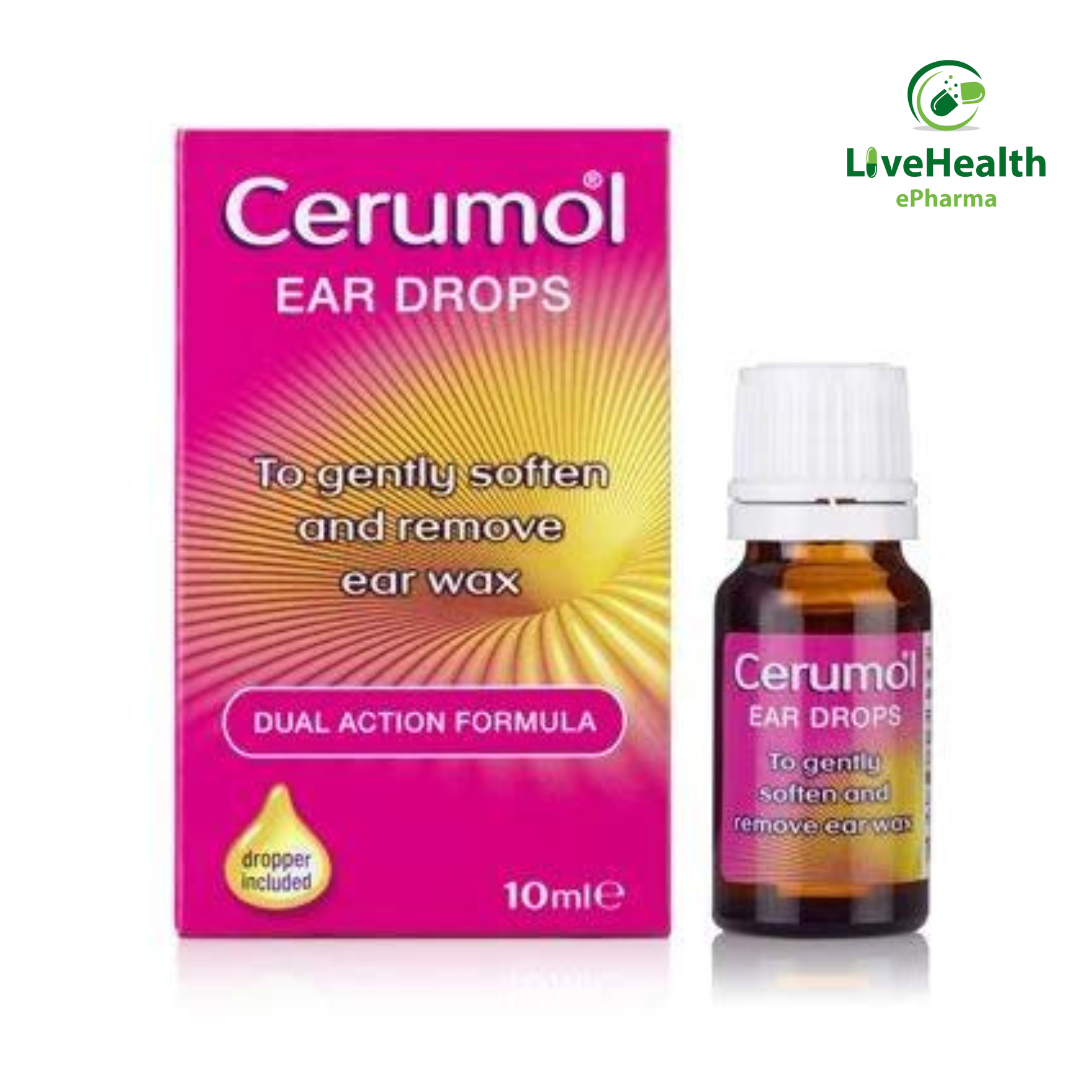 LiveHealth
ePharma
Cerumol®
EAR DROPS
To gently soften
and remove
ear wax
DUAL ACTION FORMULA
dropper
included
10ml℮
Cerumol
EAR DROPS
To gently
soften and
remove ear wax